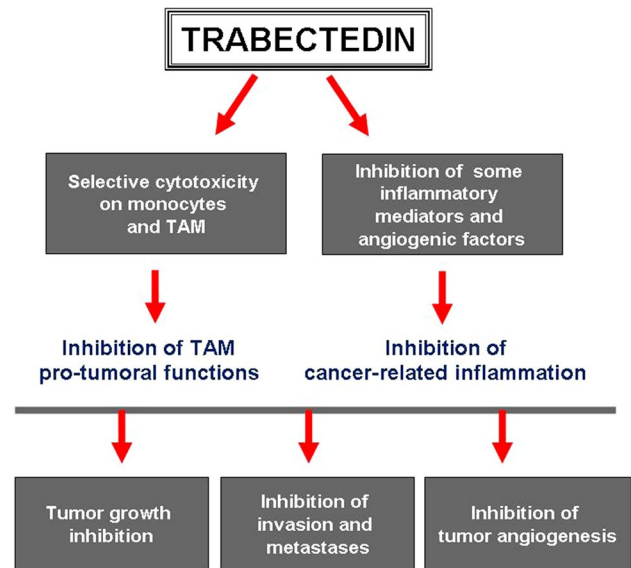 TRABECTEDIN
Selective cytotoxicity
on monocytes
and TAM
Inhibition of some
inflammatory
mediators and
angiogenic factors
Inhibition of TAM
pro-tumoral functions
Inhibition of
cancer-related inflammation
Tumor growth
inhibition
Inhibition of
invasion and
metastases
Inhibition of
tumor angiogenesis